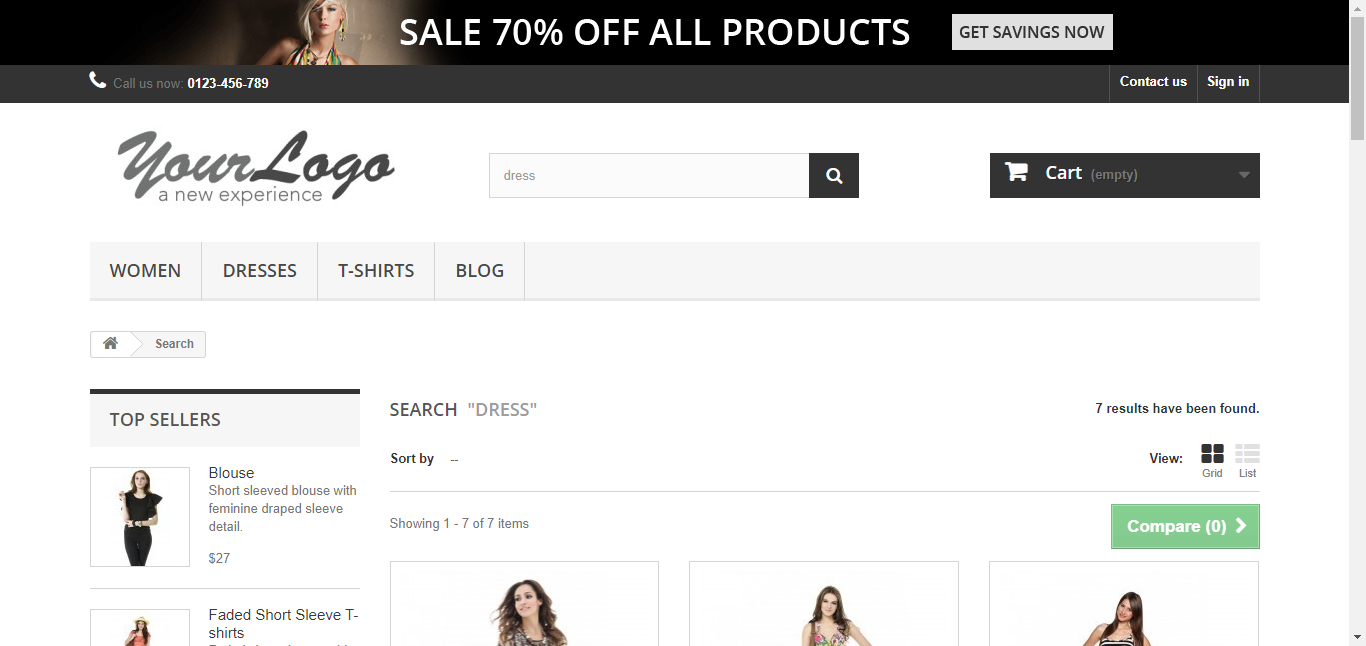 SALE 70% OFF ALL PRODUCTS
GET SAVINGS NOW
Call us now: 0123-456-789
Contact us
Sign in
YourLogo
a new experience
dress
Cart (empty)
WOMEN
DRESSES
T-SHIRTS
BLOG
Search
TOP SELLERS
Blouse
Short sleeved blouse with
feminine draped sleeve
detail.
$27
Faded Short Sleeve T-
shirts
SEARCH "DRESS"
7 results have been found.
Sort by --
View:
Grid
List
Showing 1 - 7 of 7 items
Compare (0)